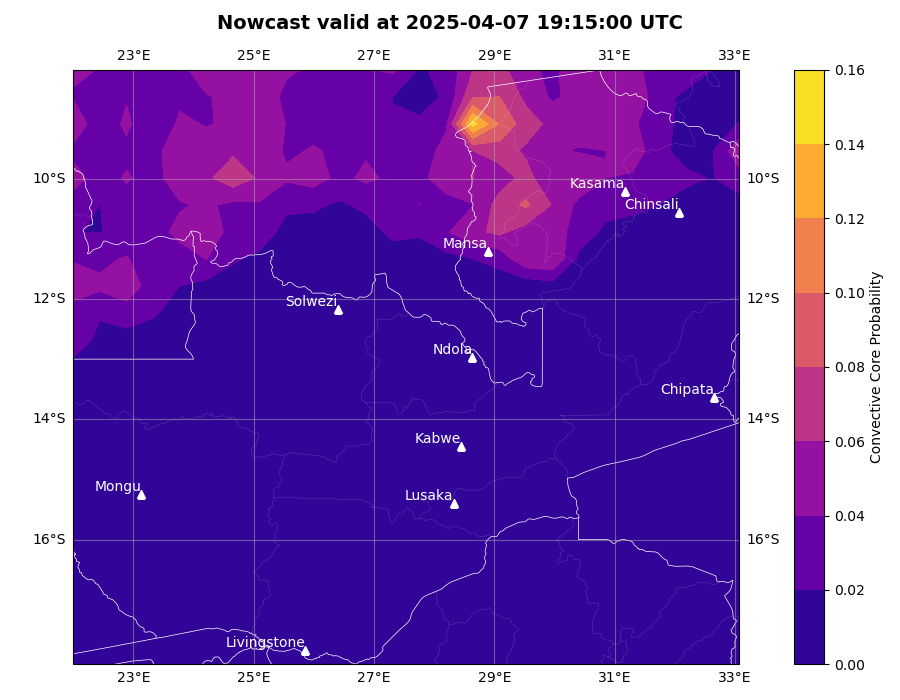 Nowcast valid at 2025-04-07 19:15:00 UTC
23°E 25°E 27°E 29°E 31°E 33°E
0.16
0.14
10°S Kasama 10°S
Chinsali
0.12
Mansa
0.10
12°S Solwezi 12°S
Ndola
0.08
Chipata
14°S 14°S
0.06
Kabwe
Mongu Lusaka
0.04
16°S 16°S
0.02
Livingstone
0.00
23°E 25°E 27°E 29°E 31°E 33°E
Convective Core Probability